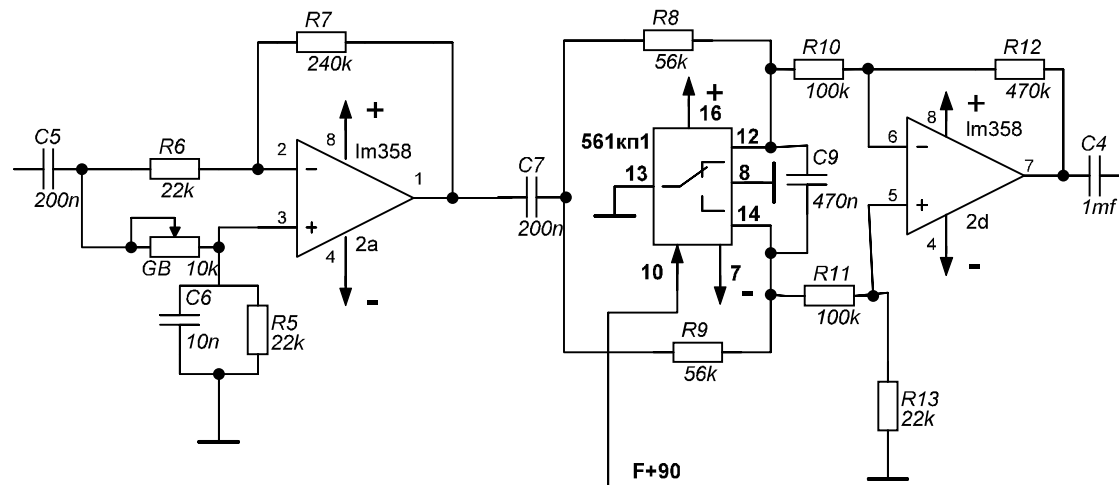 C5
200n
R6
22k
GB
10k
C6
10n
R5
22k
R7
240k
2
3
8
+
4
-
−
+
lm358
2a
1
C7
200n
R8
56k
R9
56k
561кп1
+
16
13
12
8
14
10
7
-
F+90
C9
470n
R10
100k
R11
100k
R12
470k
R13
22k
6
5
8
+
4
-
−
+
lm358
2d
7
C4
1mf